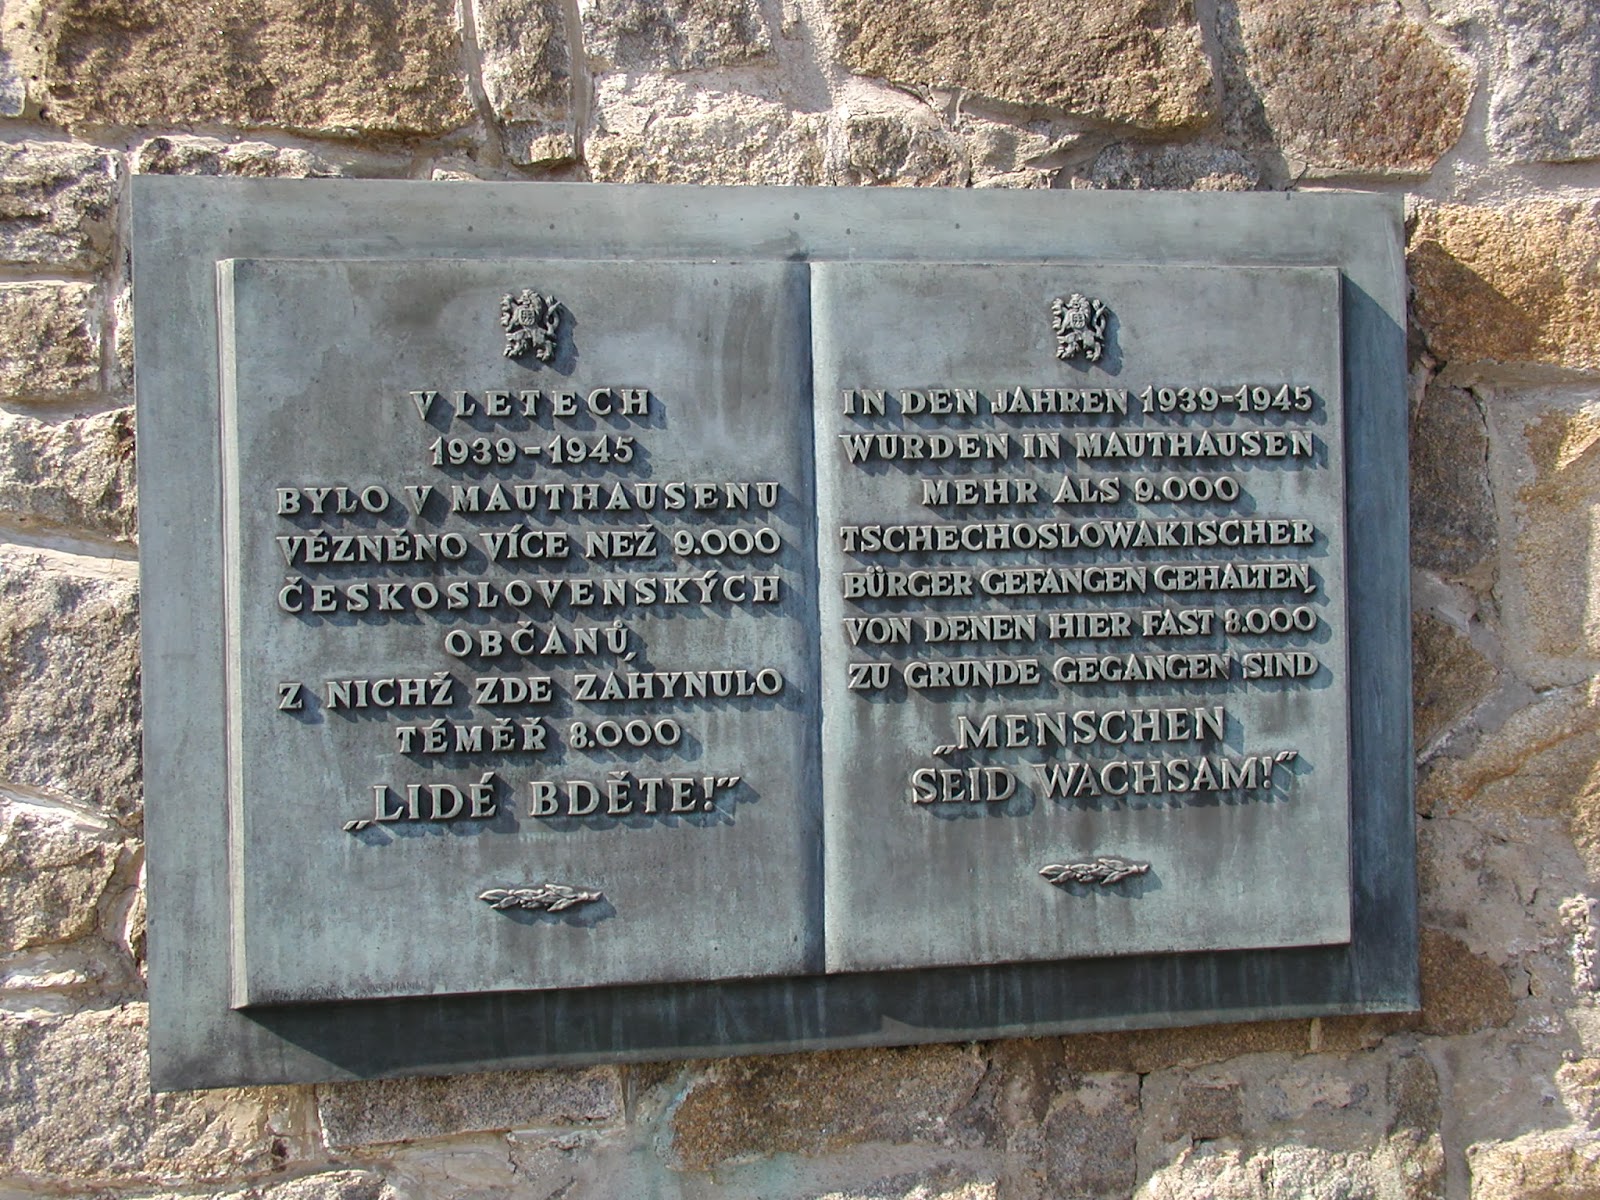 V LETECH
1939-1945
BYLO V MAUTHAUSENU
VĚZNĚNO VÍCE NEŽ 9.000
ČESKOSLOVENSKÝCH
OBČANŮ,
Z NICHŽ ZDE ZAHYNULO
TÉMĚŘ 8.000
„LIDÉ BDĚTE!“
IN DEN JAHREN 1939-1945
WURDEN IN MAUTHAUSEN
MEHR ALS 9.000
TSCHECHOSLOWAKISCHER
BÜRGER GEFANGEN GEHALTEN,
VON DENEN HIER FAST 8.000
ZU GRUNDE GEGANGEN SIND
„MENSCHEN
SEID WACHSAM!“